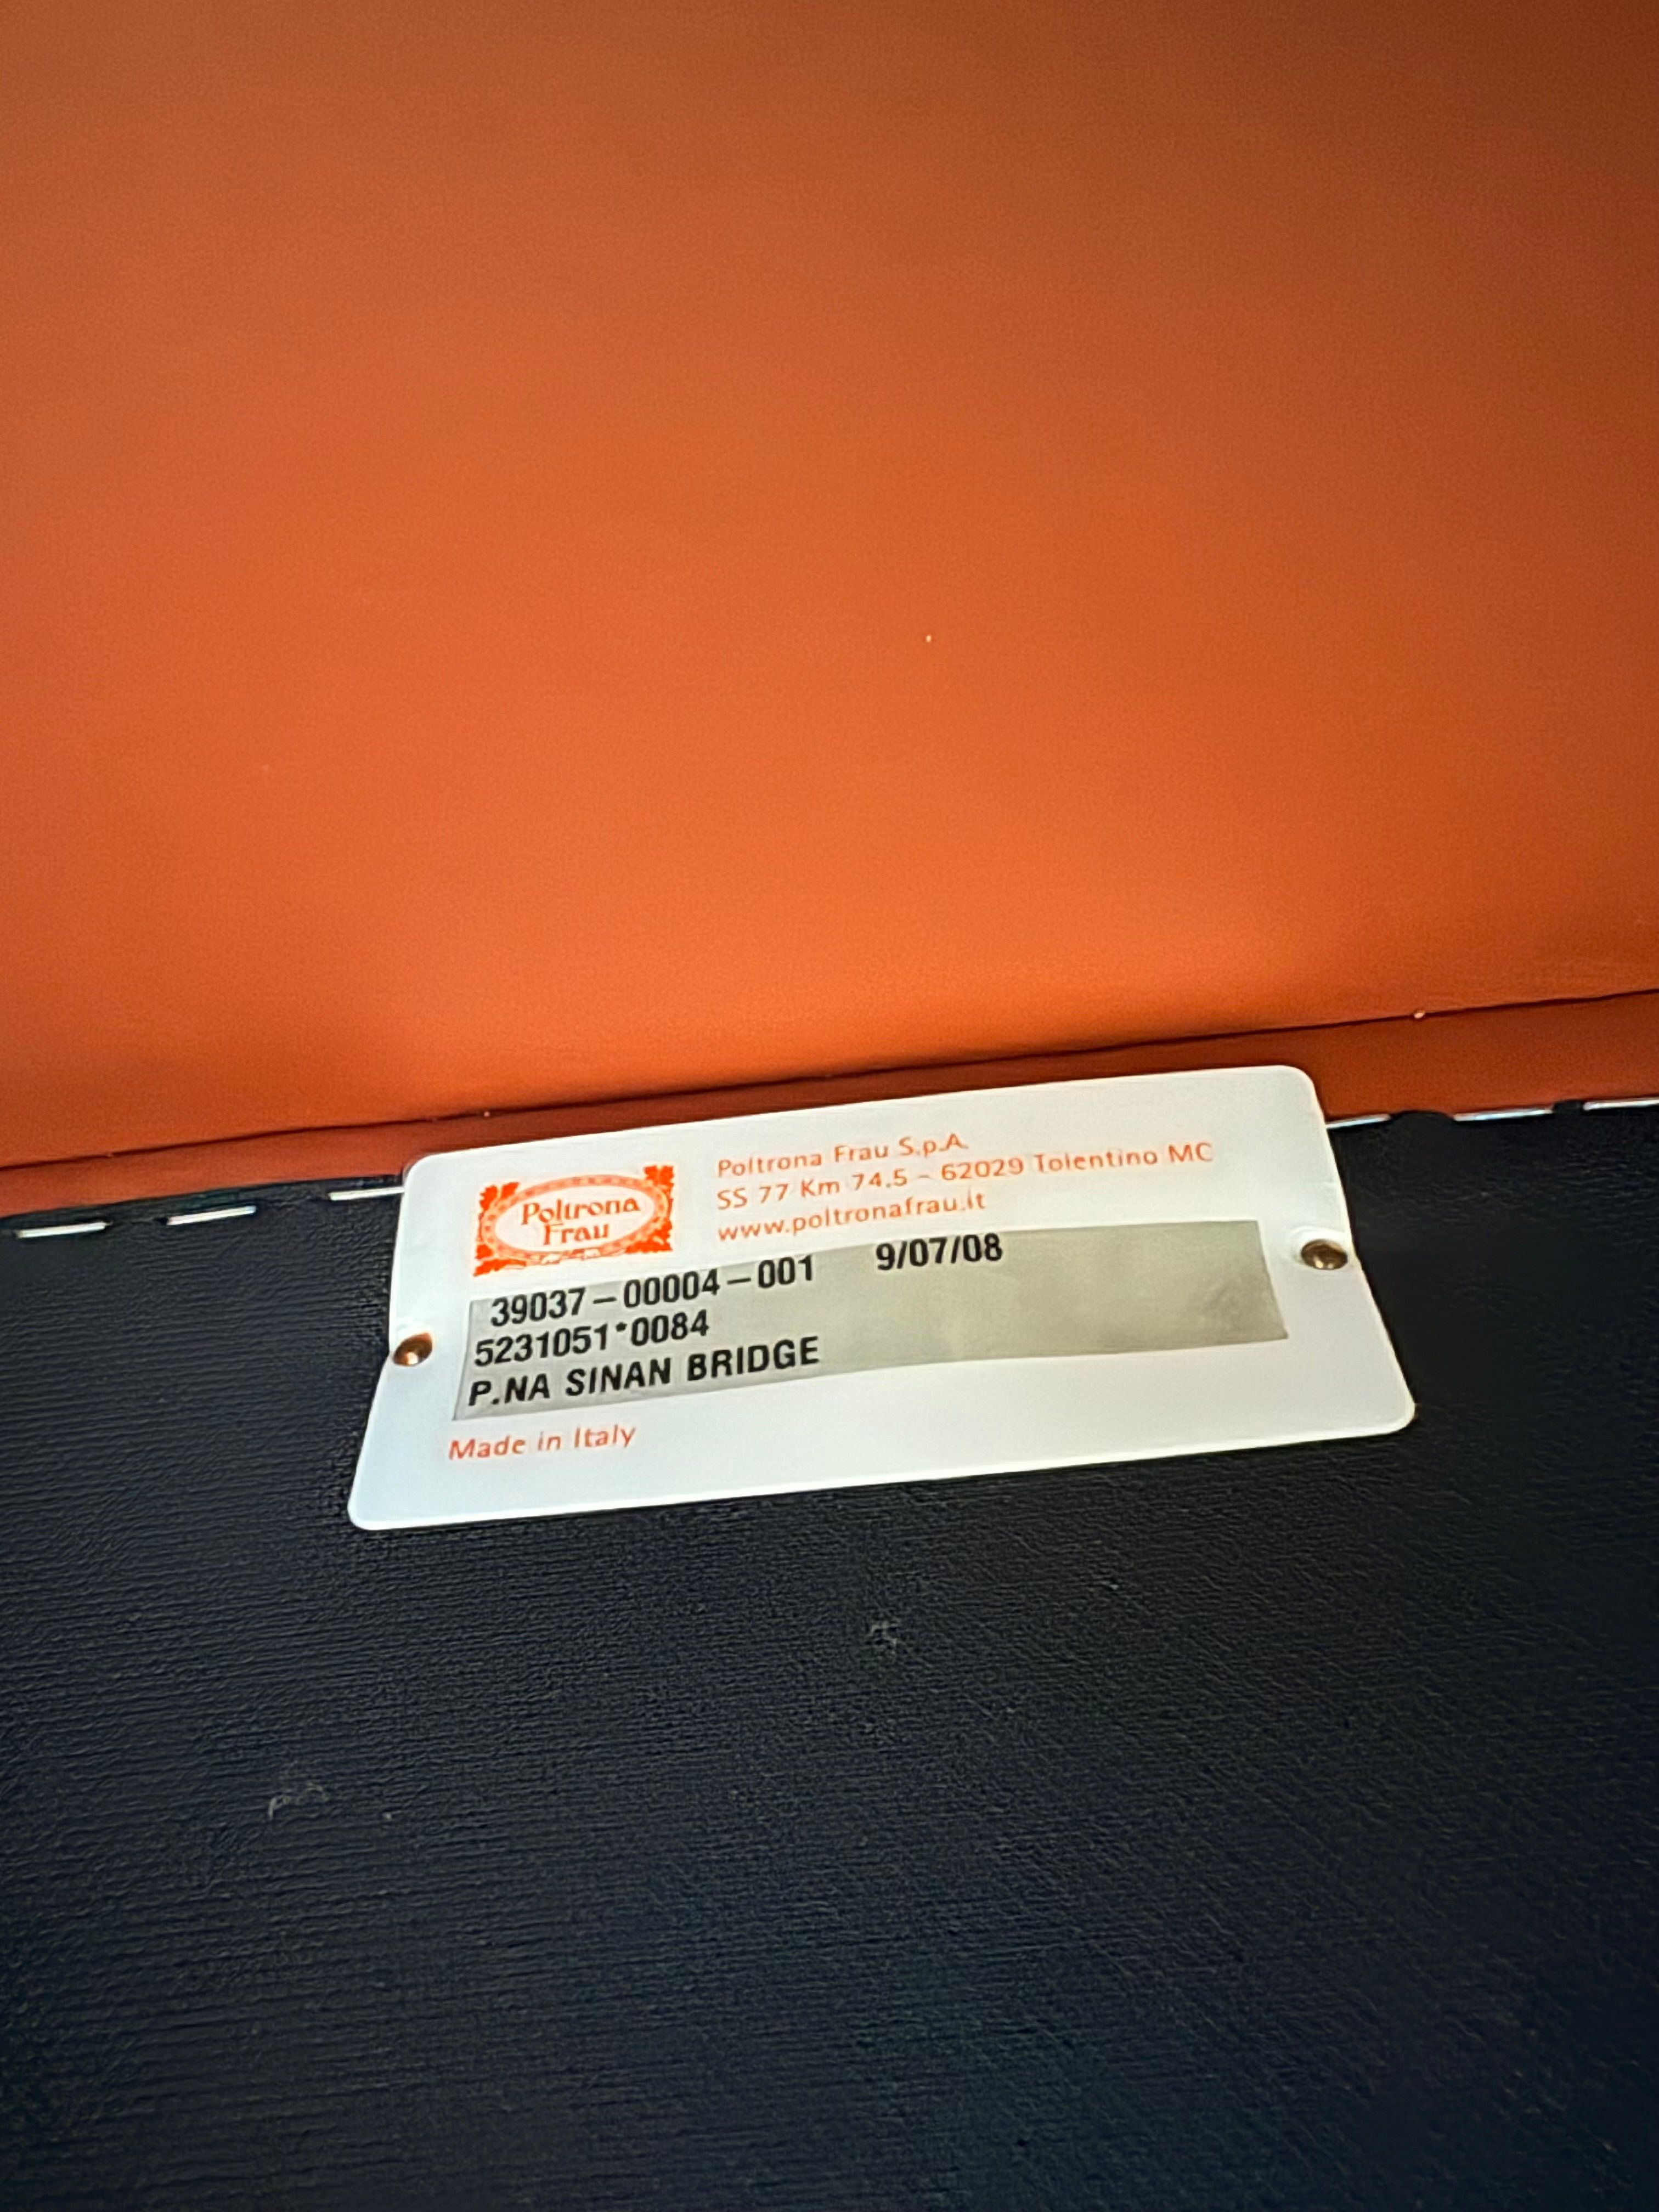 Poltrona
Frau
Poltrona Frau S.p.A.
SS 77 Km 74.5 - 62029 Tolentino MC
www.poltronafrau.it
39037-00004-001 9/07/08
5231051*0084
P.NA SINAN BRIDGE
Made in Italy